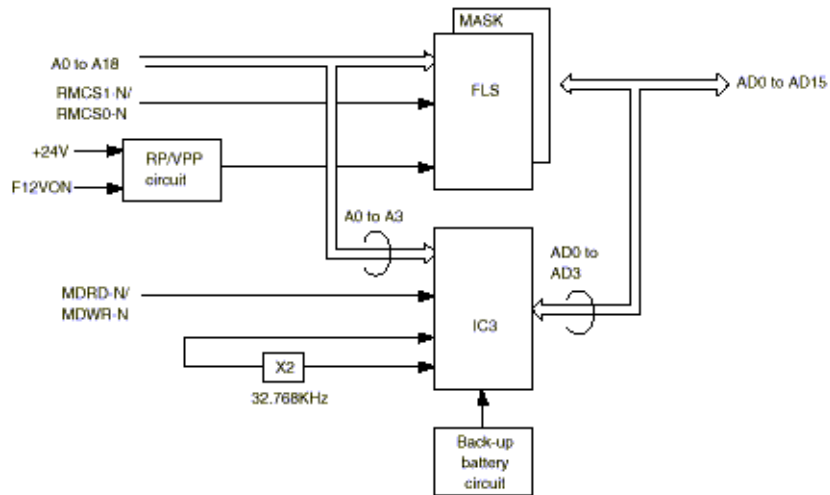 MASK
A0 to A18
FLS
AD0 to AD15
RMCS1-N/
RMCS0-N
+24V
RP/VPP
circuit
F12VON
A0 to A3
AD0 to
AD3
MDRD-N/
MDWR-N
IC3
X2
32.768KHz
Back-up
battery
circuit